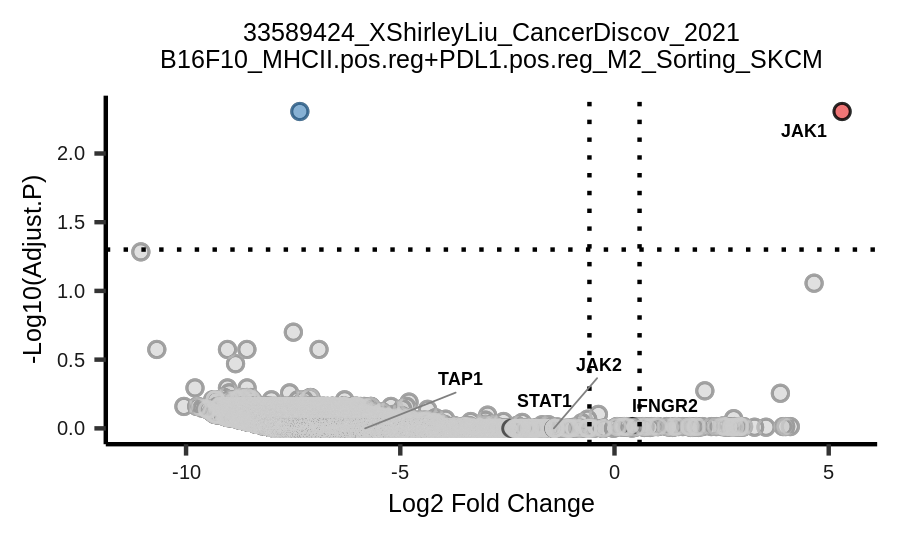 33589424_XShirleyLiu_CancerDiscov_2021
B16F10_MHCII.pos.reg+PDL1.pos.reg_M2_Sorting_SKCM
JAK1
2.0
1.5
1.0
0.5
0.0
-Log10(Adjust.P)
JAK2
TAP1
STAT1
IFNGR2
-10
-5
0
5
Log2 Fold Change